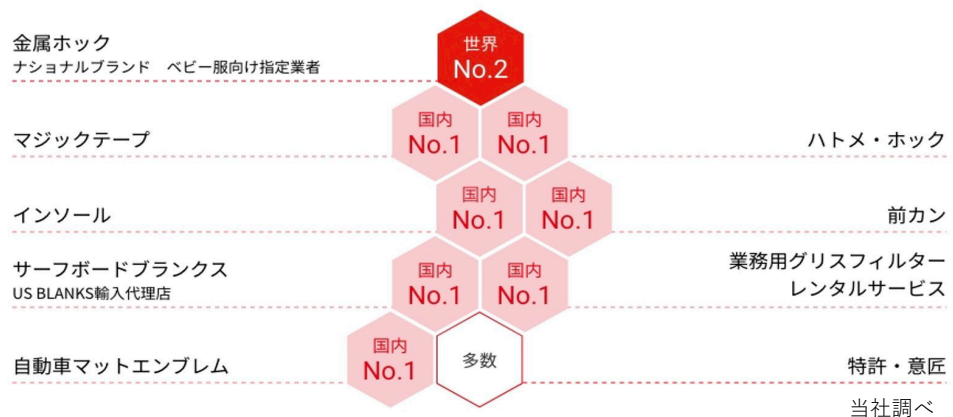 金属ホック
ナショナルブランド　ベビー服向け指定業者
世界
No.2
マジックテープ
国内
No.1
国内
No.1
ハトメ・ホック
インソール
国内
No.1
国内
No.1
前カン
サーフボードブランクス
US BLANKS輸入代理店
国内
No.1
国内
No.1
業務用グリスフィルター
レンタルサービス
自動車マットエンブレム
国内
No.1
多数
特許・意匠
当社調べ